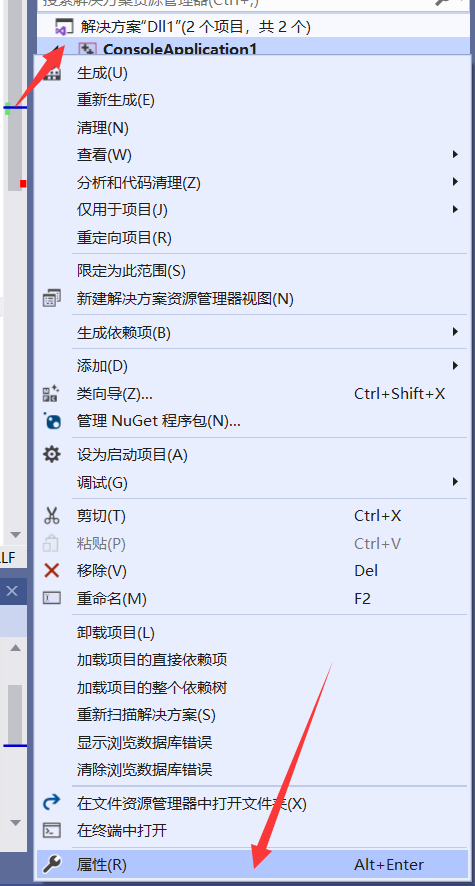 搜索解决方案资源管理器(Ctrl+;)
解决方案"Dll1"(2 个项目，共 2 个)
ConsoleApplication1
生成(U)
重新生成(E)
清理(N)
查看(W)
分析和代码清理(Z)
仅用于项目(J)
重定向项目(R)
限定为此范围(S)
新建解决方案资源管理器视图(N)
生成依赖项(B)
添加(D)
类向导(Z)... Ctrl+Shift+X
管理 NuGet 程序包(N)...
设为启动项目(A)
调试(G)
剪切(T) Ctrl+X
粘贴(P) Ctrl+V
移除(V) Del
LF
重命名(M) F2
卸载项目(L)
加载项目的直接依赖项
加载项目的整个依赖树
重新扫描解决方案(S)
显示浏览数据库错误
清除浏览数据库错误
在文件资源管理器中打开文件夹(X)
在终端中打开
属性(R) Alt+Enter